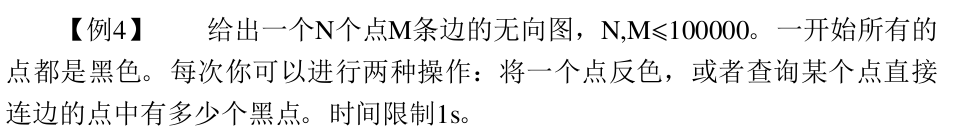 【例4】 给出一个N个点M条边的无向图，N,M≤100000。一开始所有的
点都是黑色。每次你可以进行两种操作：将一个点反色，或者查询某个点直接
连边的点中有多少个黑点。时间限制1s。